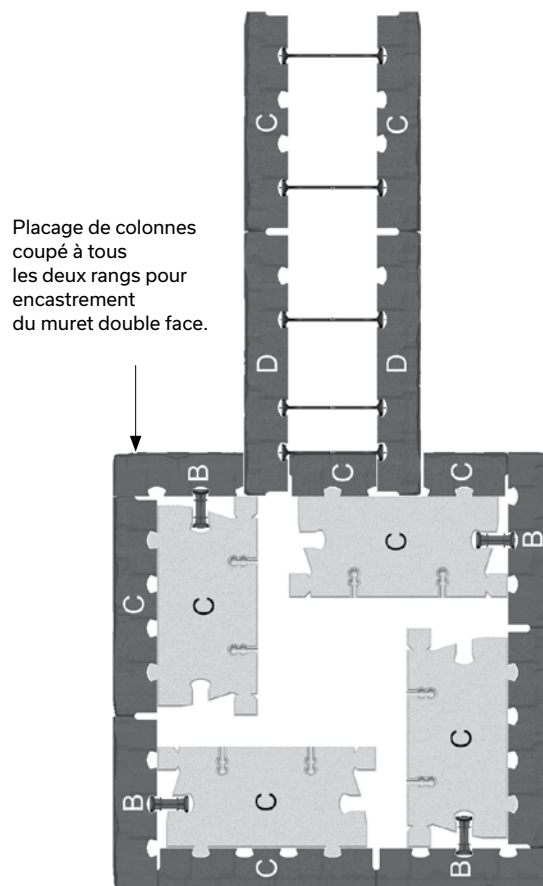 C
C
Placage de colonnes
coupé à tous
les deux rangs pour
encastrement
du muret double face.
D
D
B
C
C
C
B
C
C
C
B
C
C
B